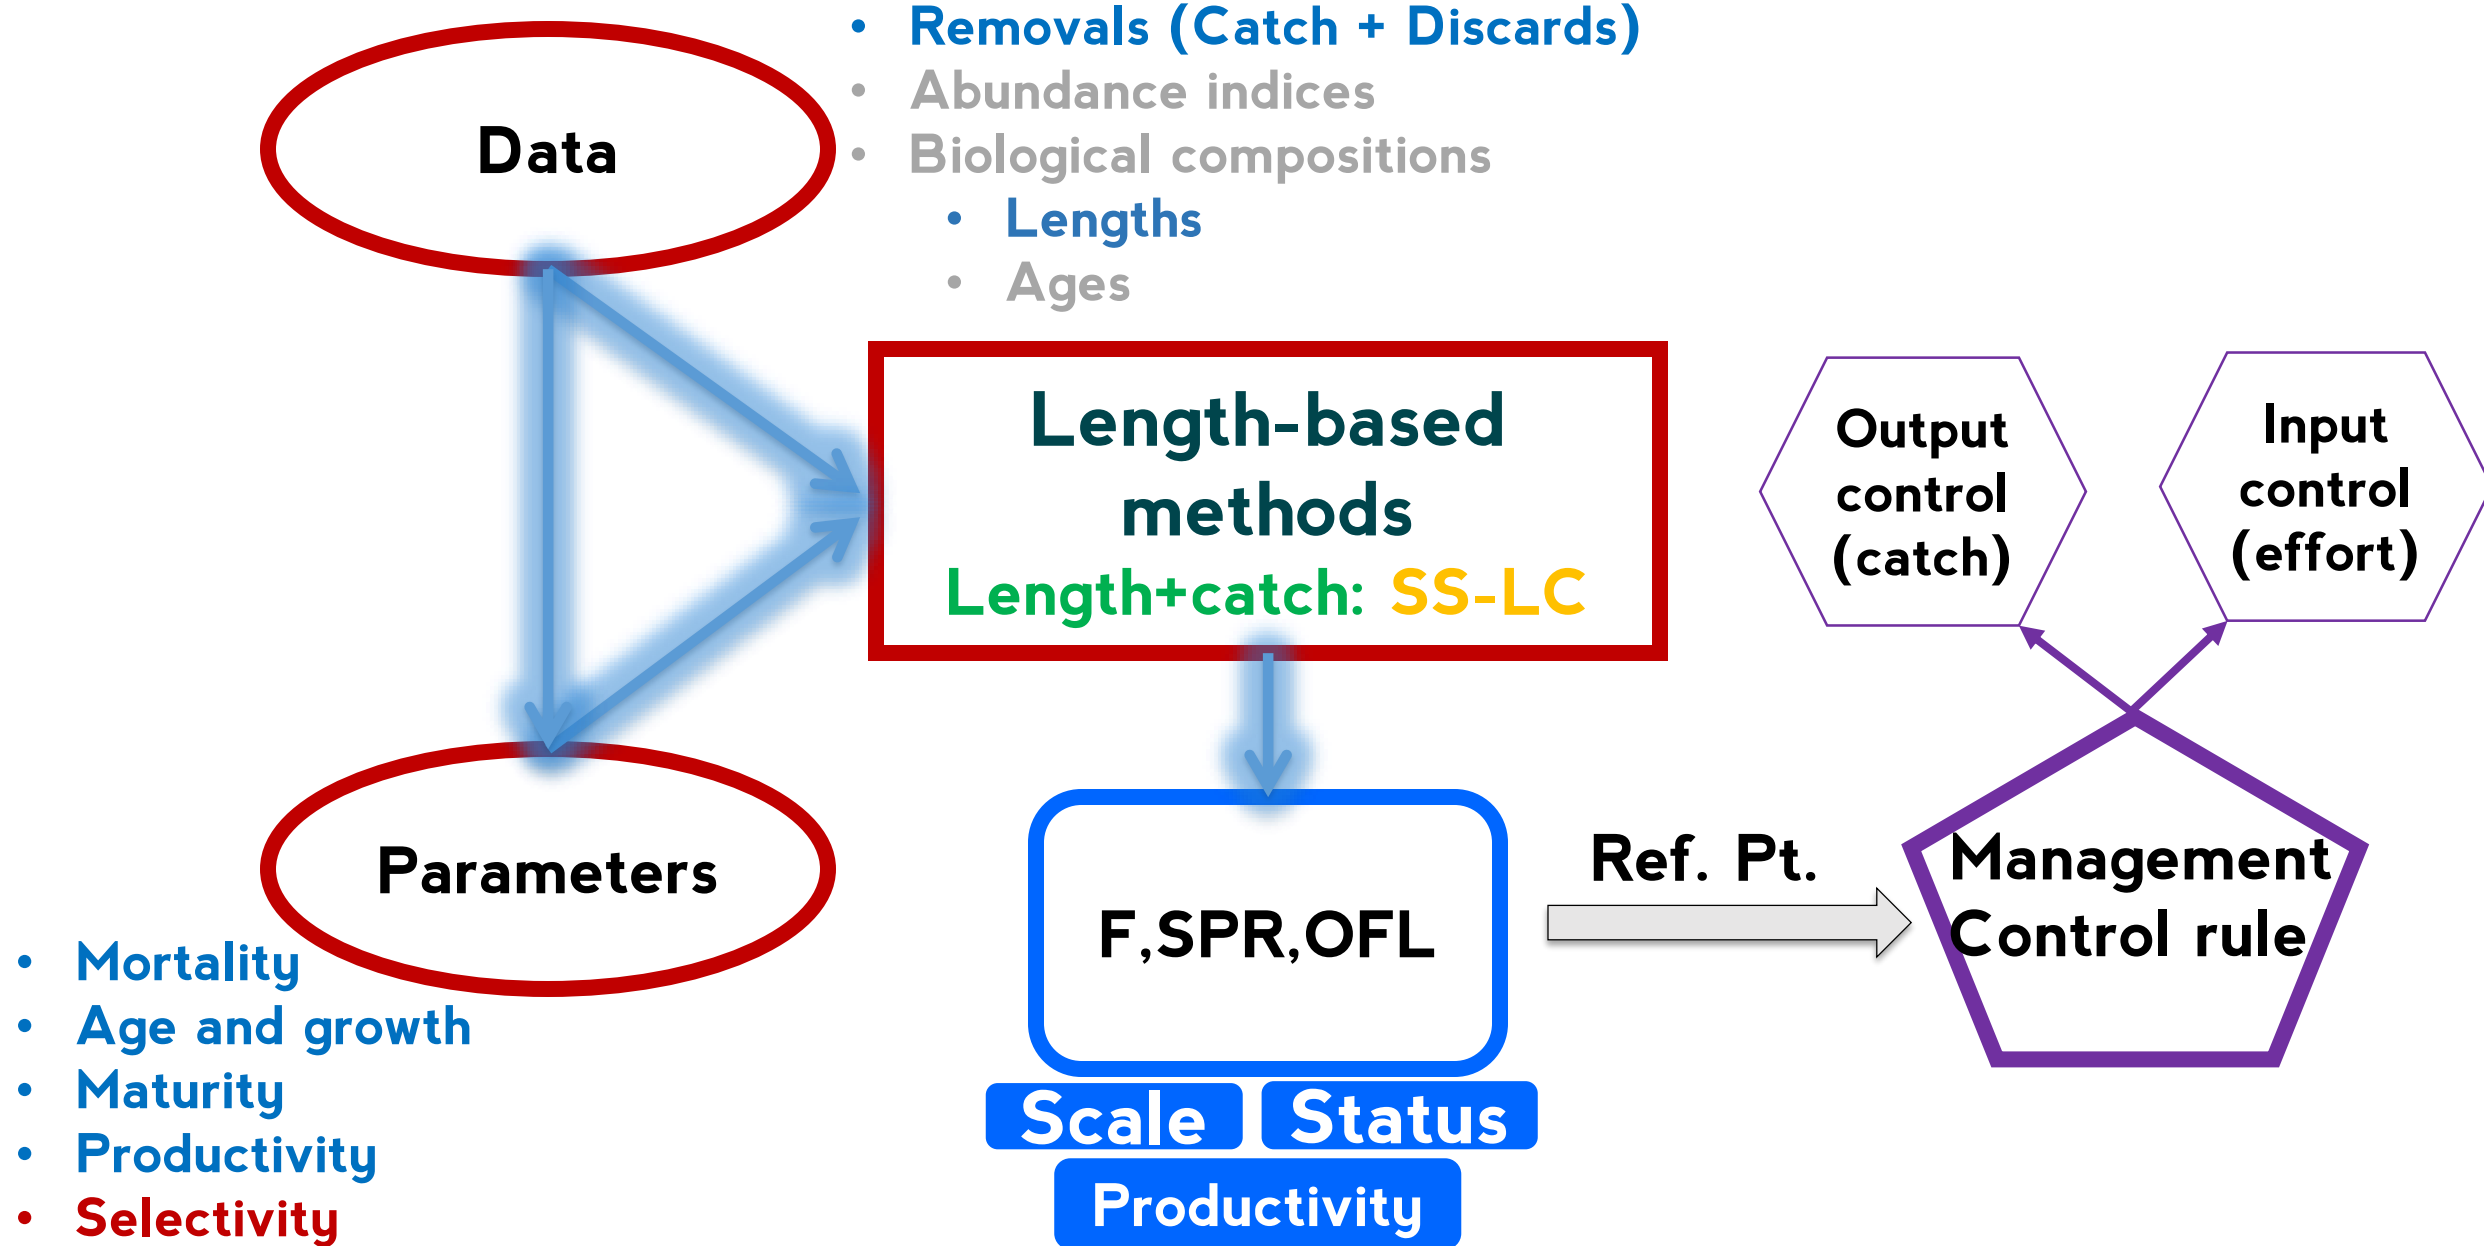 • Removals (Catch + Discards)
• Abundance indices
• Biological compositions
• Lengths
• Ages
Data
Length-based
methods
Length+catch: SS-LC
Output
control
(catch)
Input
control
(effort)
Parameters
• Mortality
• Age and growth
• Maturity
• Productivity
• Selectivity
F,SPR,OFL
Scale
Status
Productivity
Ref. Pt.
Management
Control rule